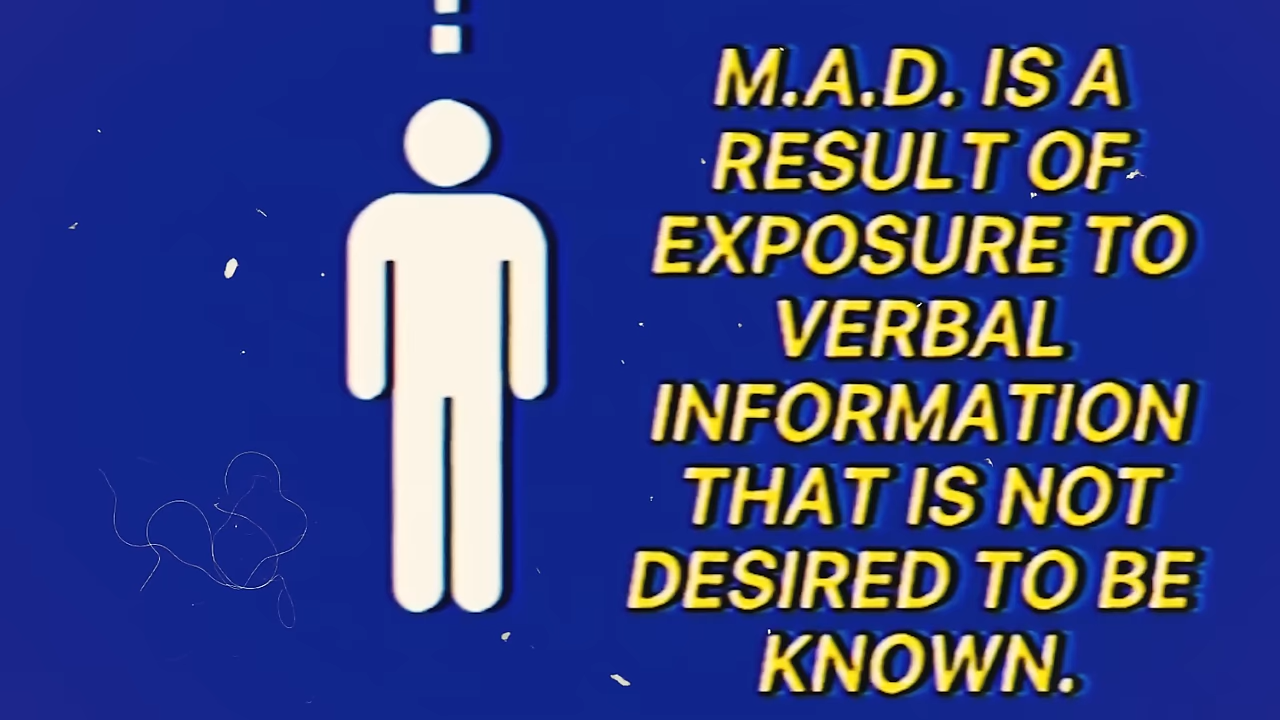 M.A.D. IS A
RESULT OF
EXPOSURE TO
VERBAL
INFORMATION
THAT IS NOT
DESIRED TO BE
KNOWN.